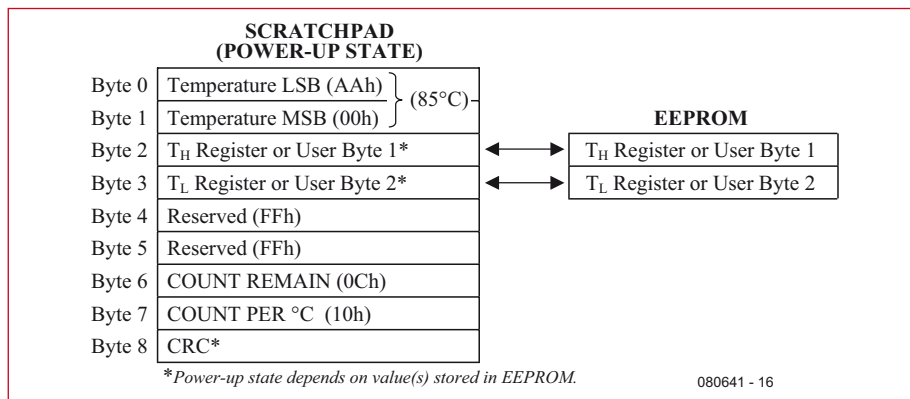 SCRATCHPAD
(POWER-UP STATE)
Byte 0 Temperature LSB (AAh)
(85°C)
Byte 1 Temperature MSB (00h)
EEPROM
Byte 2 TH Register or User Byte 1* TH Register or User Byte 1
Byte 3 TL Register or User Byte 2* TL Register or User Byte 2
Byte 4 Reserved (FFh)
Byte 5 Reserved (FFh)
Byte 6 COUNT REMAIN (0Ch)
Byte 7 COUNT PER °C (10h)
Byte 8 CRC*
*Power-up state depends on value(s) stored in EEPROM.
080641 - 16